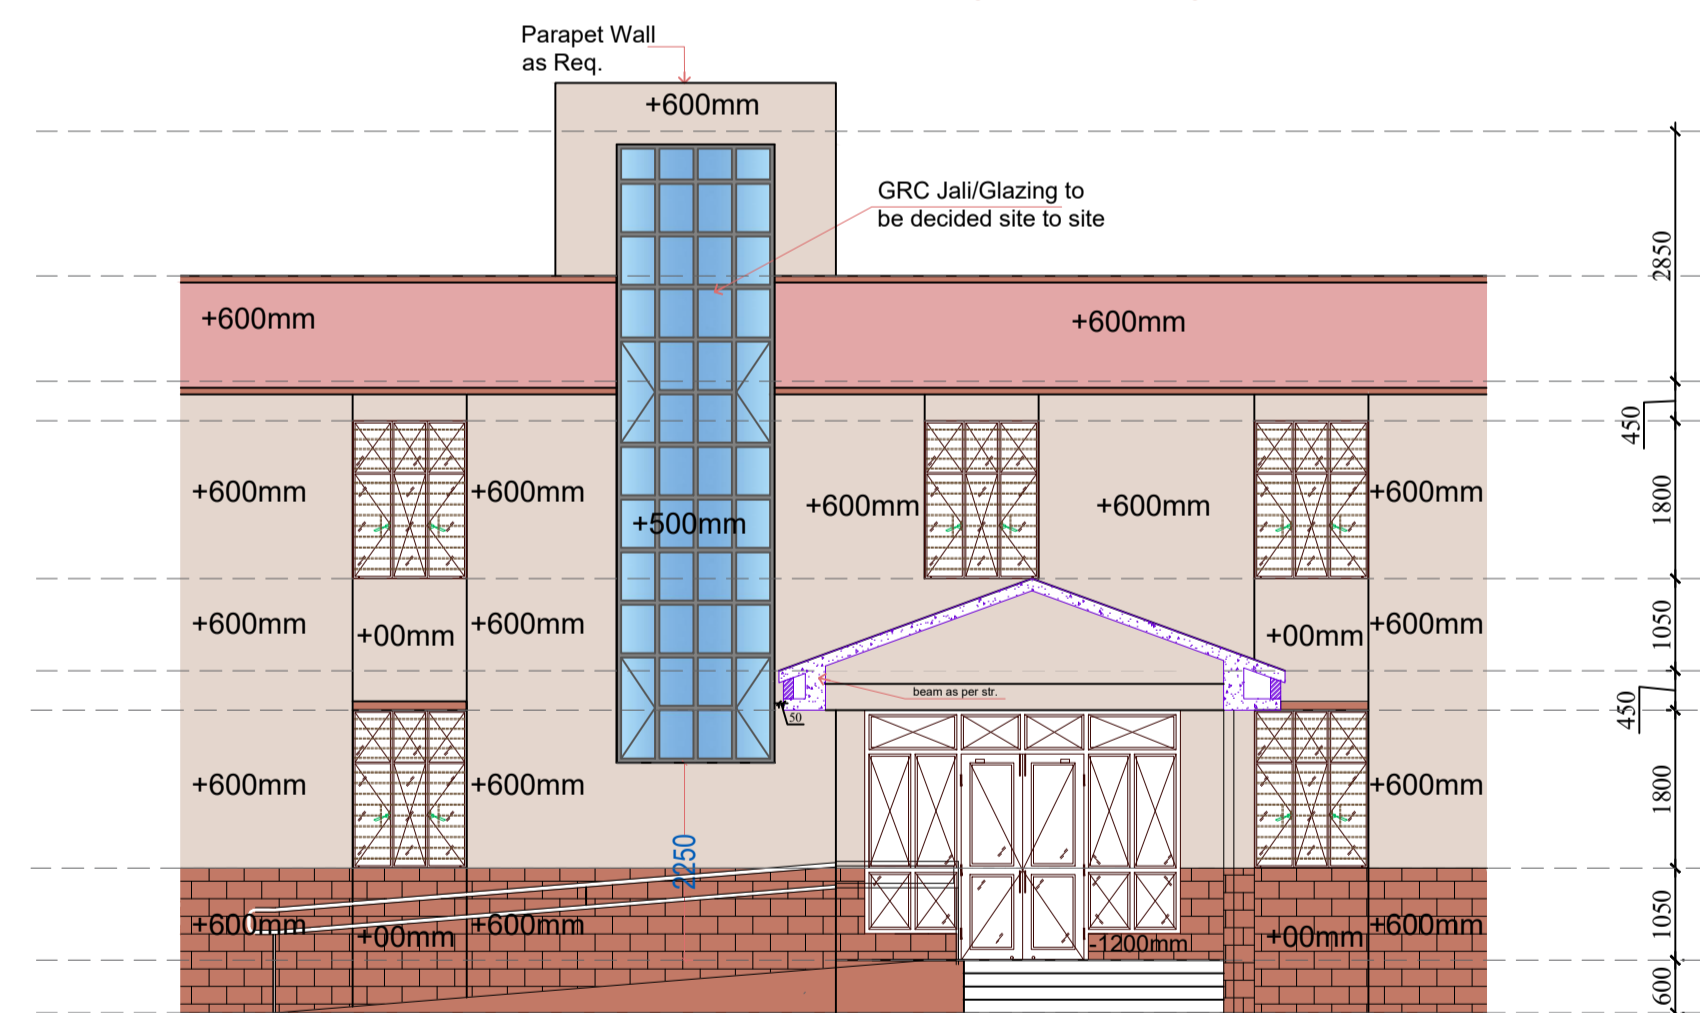 Parapet Wall
as Req.
+600mm
GRC Jali/Glazing to
be decided site to site
2850
+600mm
+600mm
450
+600mm
+600mm
+600mm
+600mm
+600mm
1800
+500mm
+600mm
+00mm
+600mm
+00mm
+600mm
1050
beam as per str.
50
450
+600mm
+600mm
+600mm
1800
2250
+600mm
+00mm
+600mm
-1200mm
+00mm
+600mm
1050
600